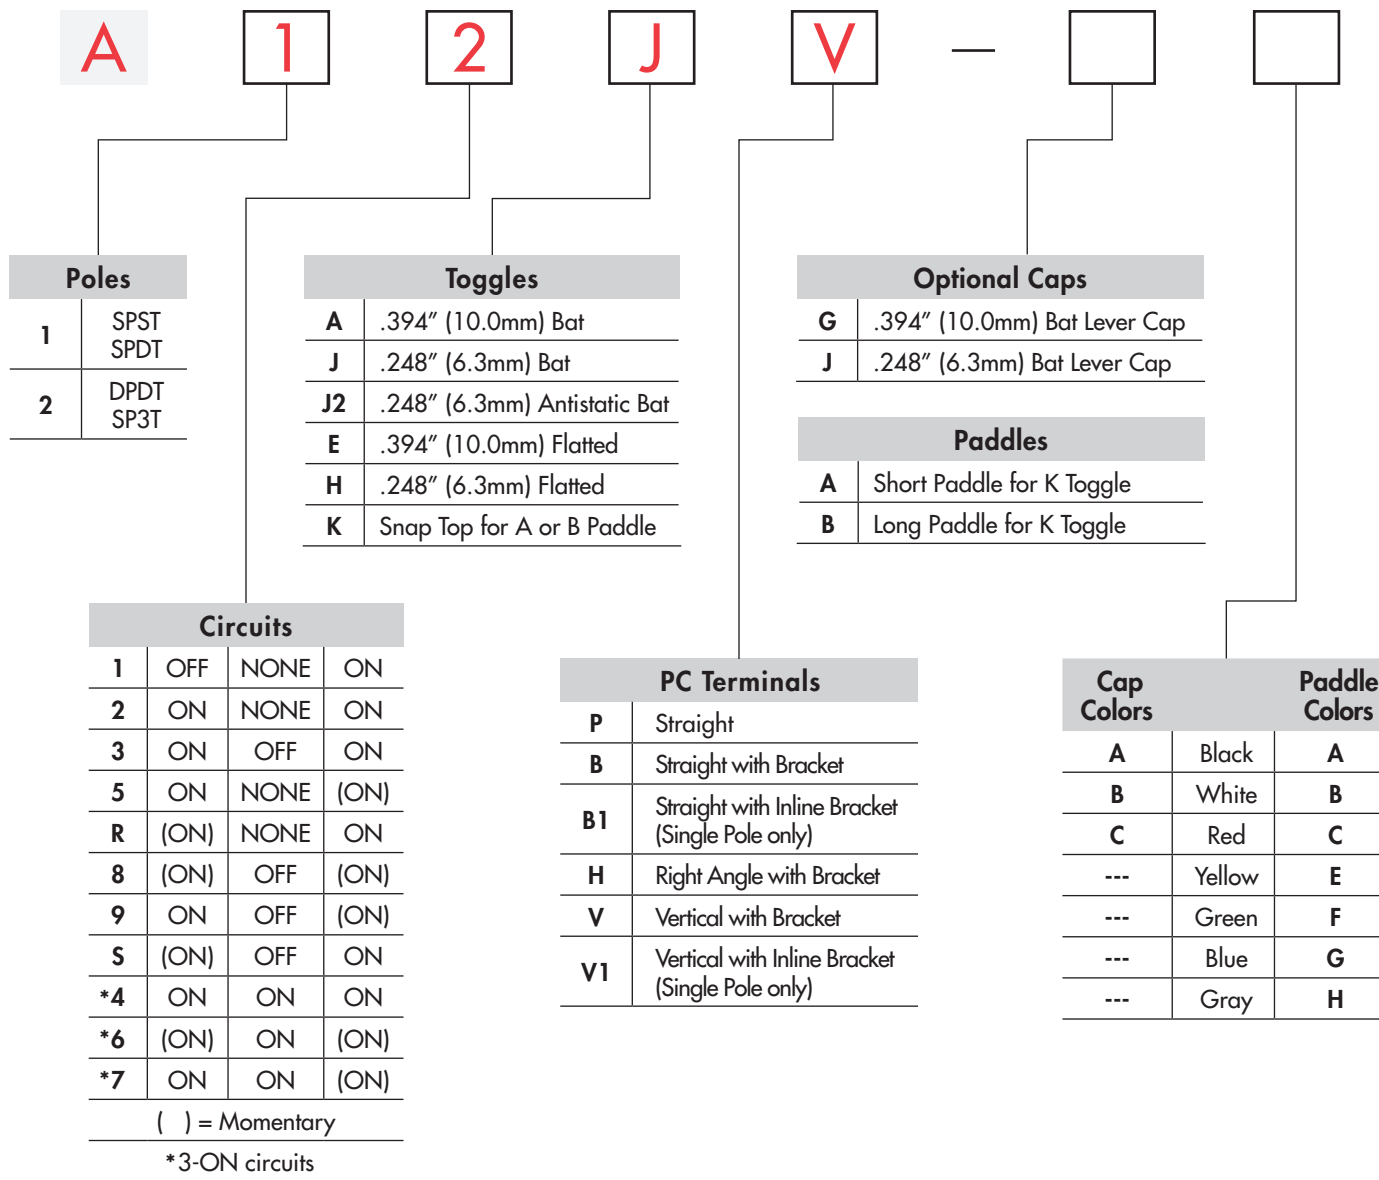 A 1 2 J V —
Poles
1 SPST
SPDT
2 DPDT
SP3T
Toggles
A .394" (10.0mm) Bat
J .248" (6.3mm) Bat
J2 .248" (6.3mm) Antistatic Bat
E .394" (10.0mm) Flatted
H .248" (6.3mm) Flatted
K Snap Top for A or B Paddle
Optional Caps
G .394" (10.0mm) Bat Lever Cap
J .248" (6.3mm) Bat Lever Cap
Paddles
A Short Paddle for K Toggle
B Long Paddle for K Toggle
Circuits
1 OFF NONE ON
2 ON NONE ON
3 ON OFF ON
5 ON NONE (ON)
R (ON) NONE ON
8 (ON) OFF (ON)
9 ON OFF (ON)
S (ON) OFF ON
*4 ON ON ON
*6 (ON) ON (ON)
*7 ON ON (ON)
( ) = Momentary
*3-ON circuits
PC Terminals
P Straight
B Straight with Bracket
B1 Straight with Inline Bracket
(Single Pole only)
H Right Angle with Bracket
V Vertical with Bracket
V1 Vertical with Inline Bracket
(Single Pole only)
Cap Paddle
Colors Colors
A Black A
B White B
C Red C
--- Yellow E
--- Green F
--- Blue G
--- Gray H